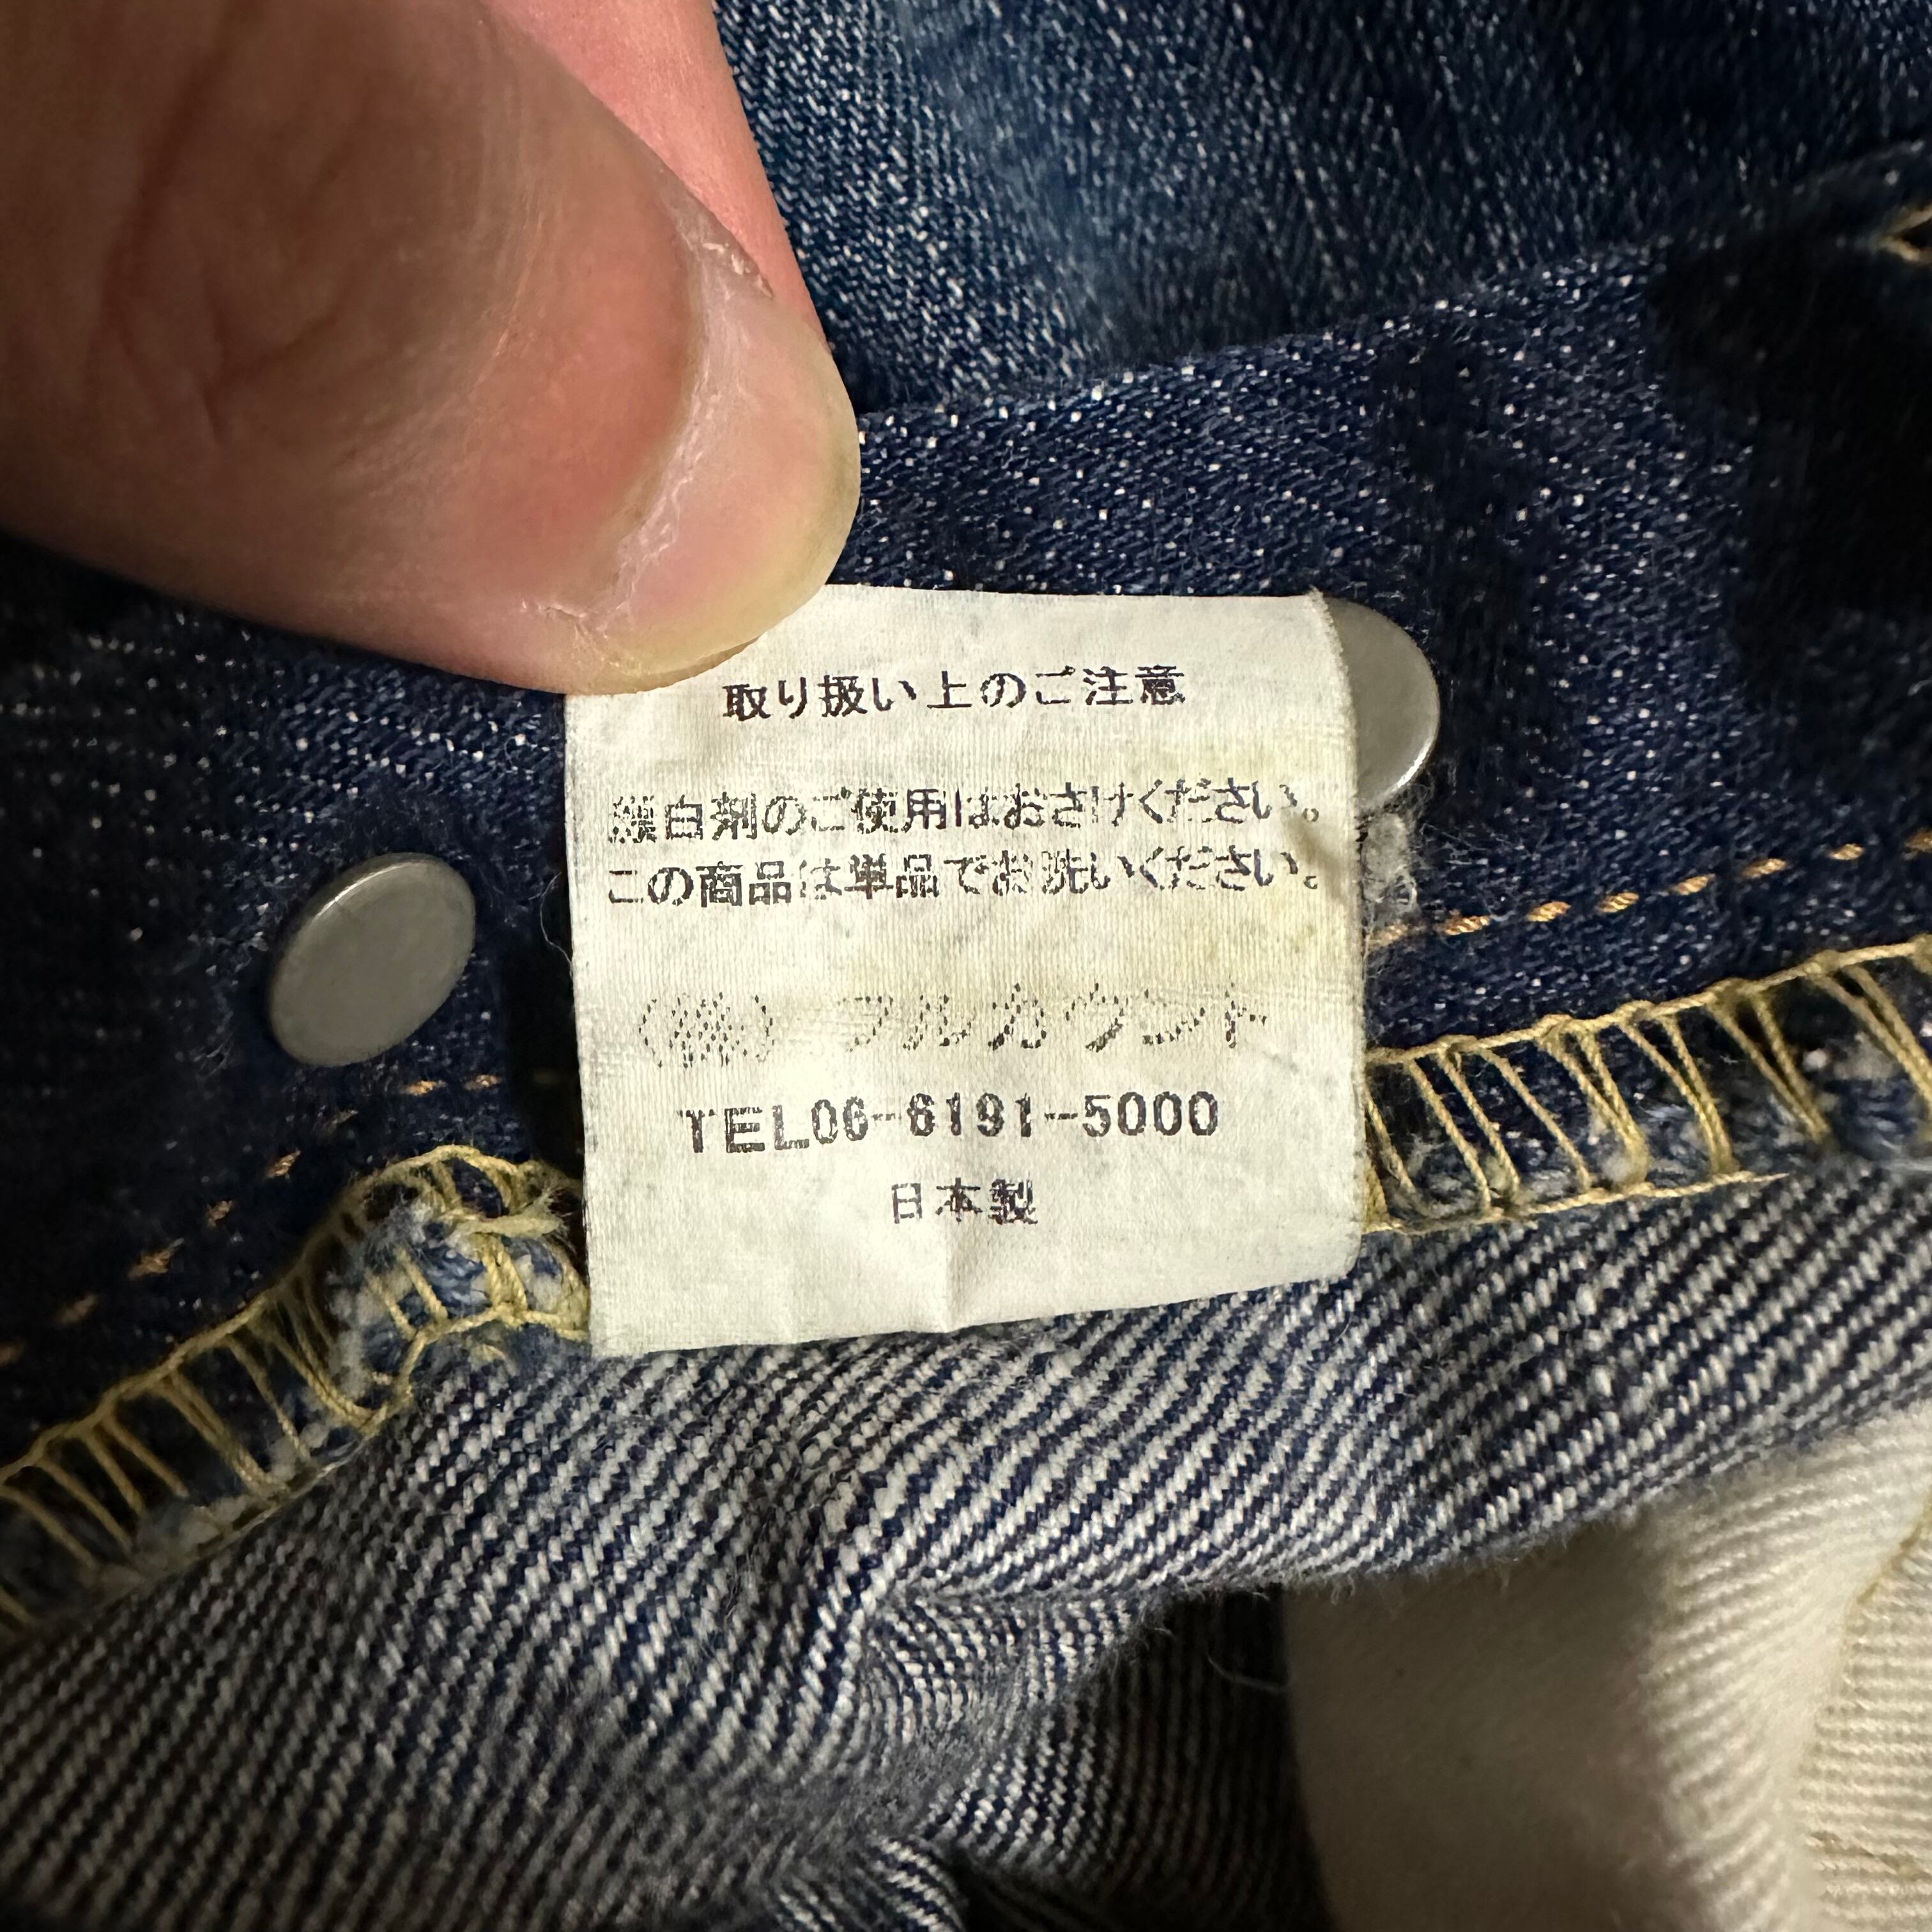 取り扱い上のご注意
漂白剤のご使用はおさけください。
この商品は単品でお洗いください。
(株) フルカウント
TEL06-6191-5000
日本製